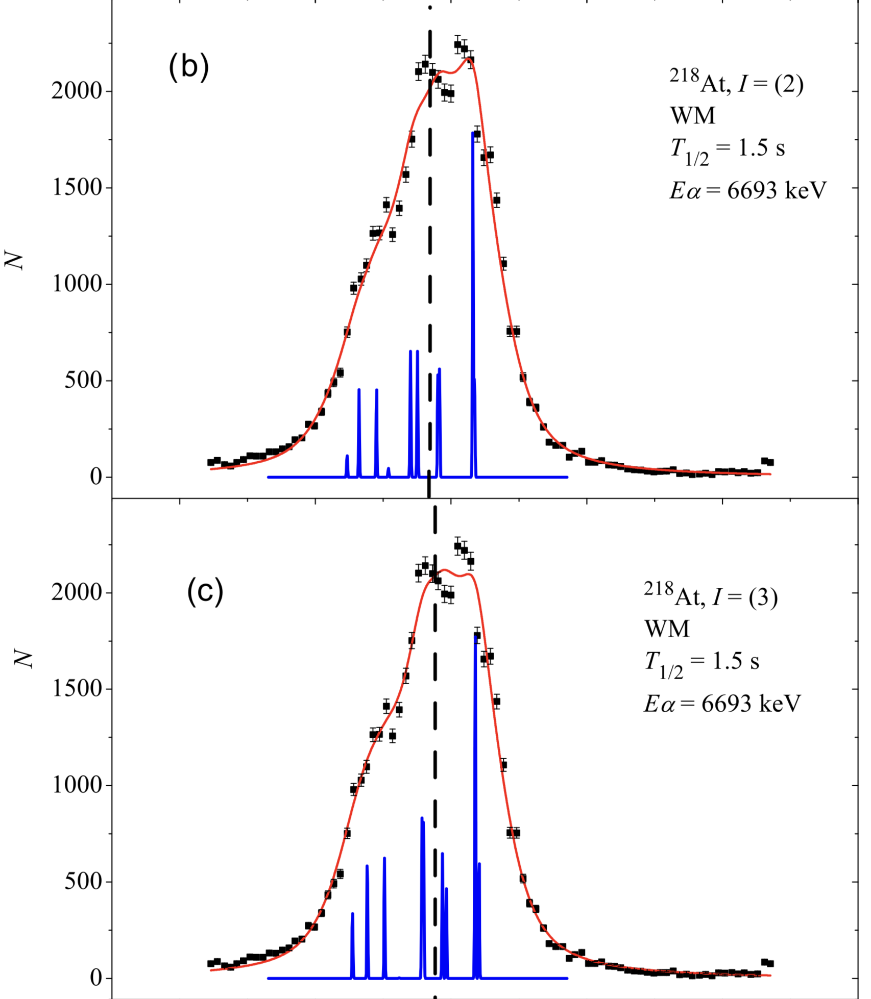 (b)
2000
1500
1000
500
0
N
²¹⁸At, I = (2)
WM
T₁/₂ = 1.5 s
Eα = 6693 keV
(c)
2000
1500
1000
500
0
N
²¹⁸At, I = (3)
WM
T₁/₂ = 1.5 s
Eα = 6693 keV